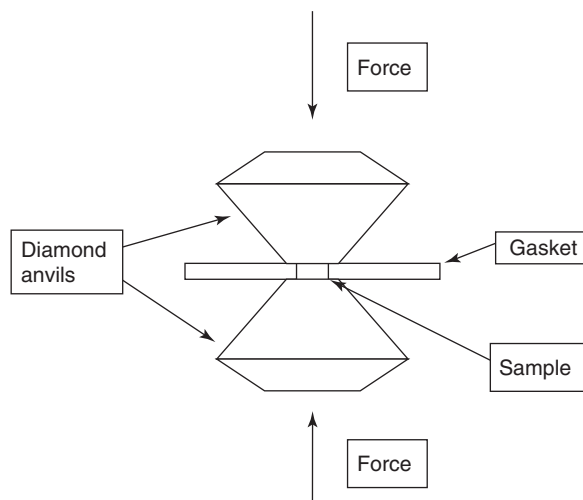 Force
Diamond
anvils
Gasket
Sample
Force